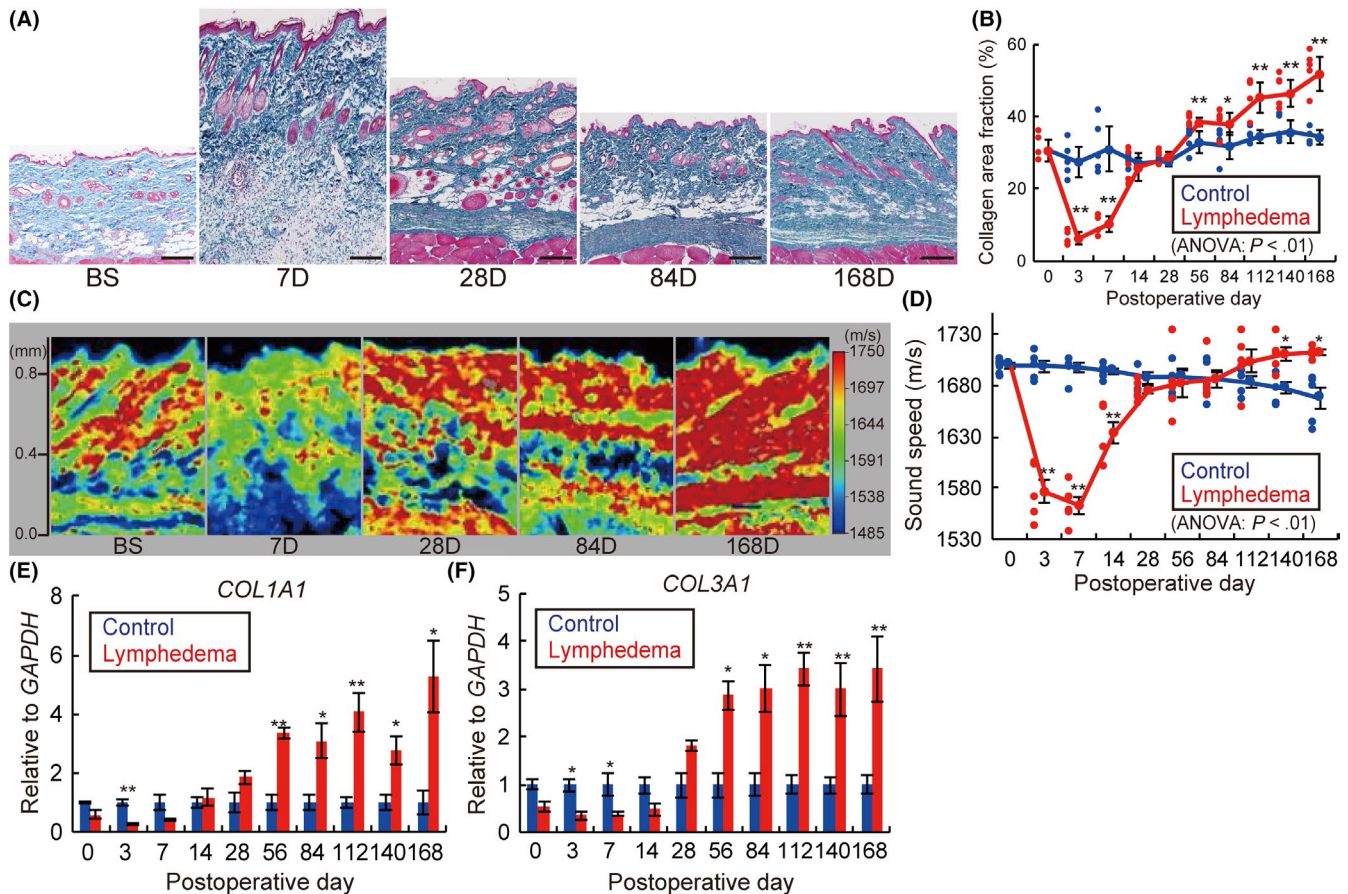 (A)
BS 7D 28D 84D 168D
(B)
Collagen area fraction (%)
60
40
20
0
** ** ** * ** ** **
Control
Lymphedema
(ANOVA: P < .01)
0 3 7 14 28 56 84 112 140 168
Postoperative day
(C)
(mm)
0.8
0.4
0.0
(m/s)
1750
1697
1644
1591
1538
1485
BS 7D 28D 84D 168D
(D)
Sound speed (m/s)
1730
1680
1630
1580
1530
** ** ** * *
Control
Lymphedema
(ANOVA: P < .01)
0 3 7 14 28 56 84 112 140 168
Postoperative day
(E)
COL1A1
Relative to GAPDH
8
6
4
2
0
Control
Lymphedema
** ** * ** * *
0 3 7 14 28 56 84 112 140 168
Postoperative day
(F)
COL3A1
Relative to GAPDH
5
4
3
2
1
0
Control
Lymphedema
* * * * ** ** **
0 3 7 14 28 56 84 112 140 168
Postoperative day